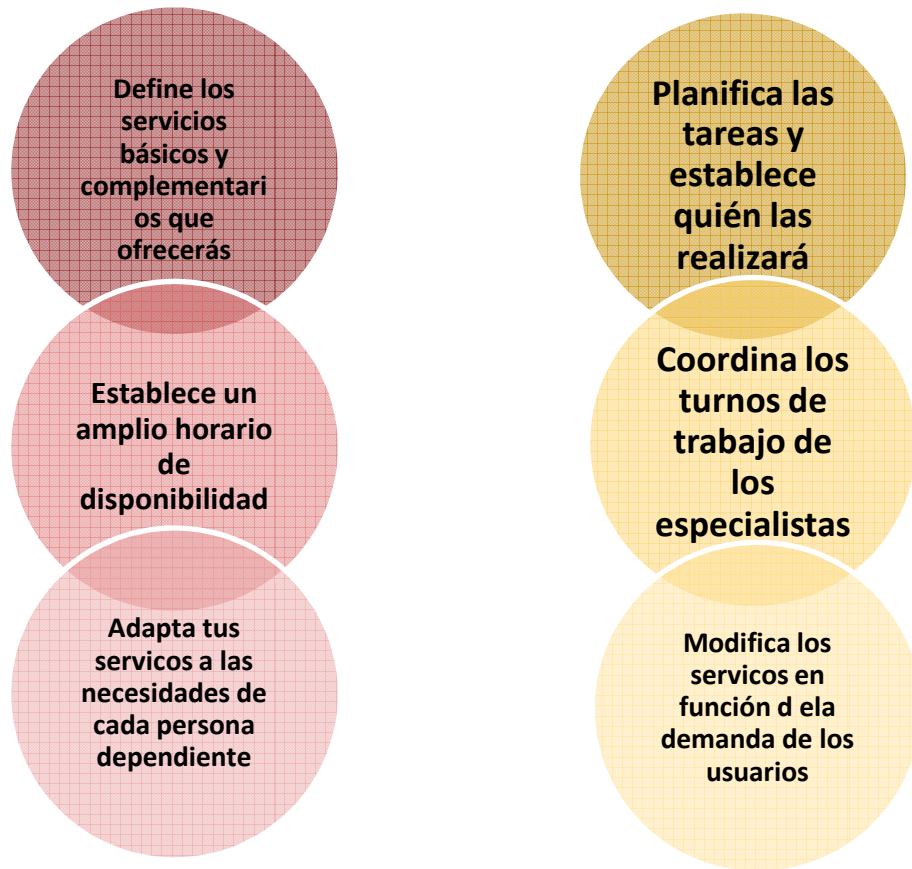 Define los
servicios
básicos y
complementari
os que
ofrecerás
Establece un
amplio horario
de
disponibilidad
Adapta tus
servicos a las
necesidades de
cada persona
dependiente
Planifica las
tareas y
establece
quién las
realizará
Coordina los
turnos de
trabajo de
los
especialistas
Modifica los
servicos en
función d ela
demanda de los
usuarios